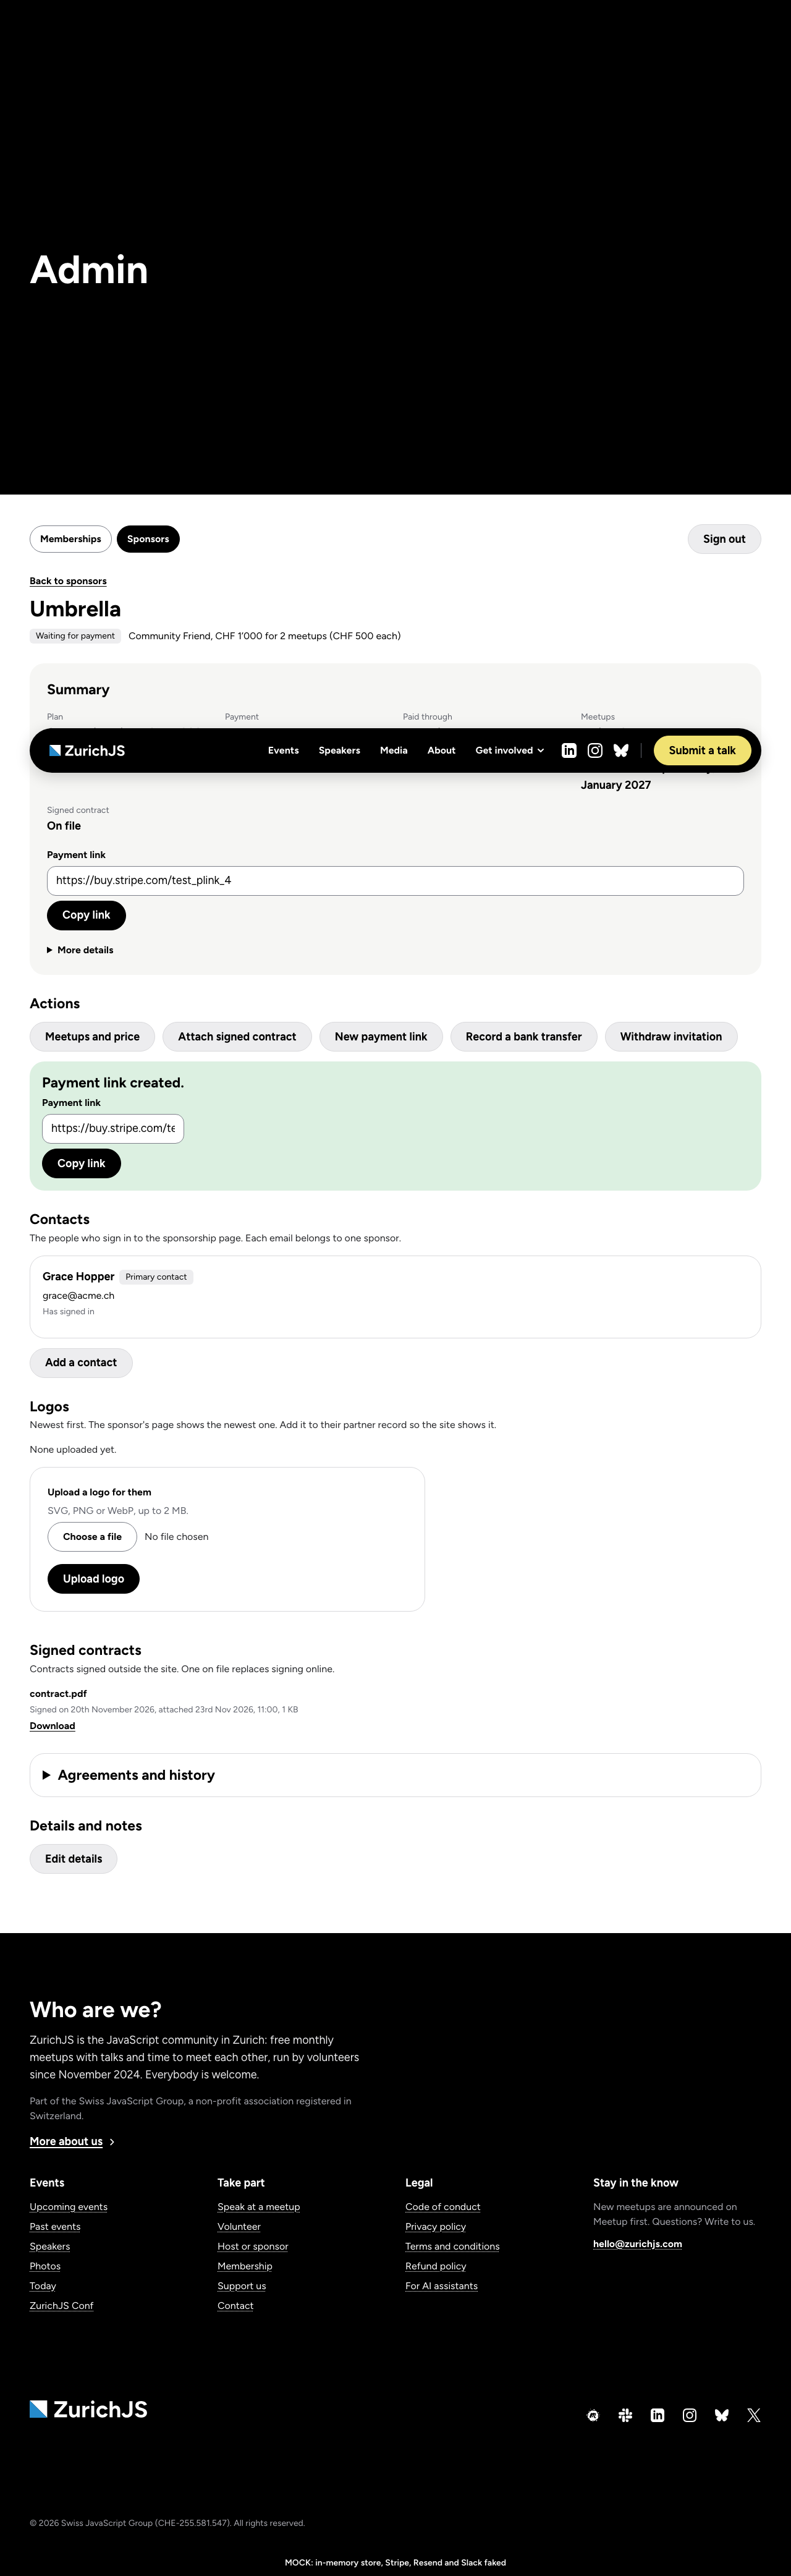 Admin
Memberships
Sponsors
Sign out
Back to sponsors
Umbrella
Waiting for payment
Community Friend, CHF 1'000 for 2 meetups (CHF 500 each)
Summary
Plan
Payment
Paid through
Meetups
ZurichJS
Events
Speakers
Media
About
Get involved
Submit a talk
January 2027
Signed contract
On file
Payment link
https://buy.stripe.com/test_plink_4
Copy link
More details
Actions
Meetups and price
Attach signed contract
New payment link
Record a bank transfer
Withdraw invitation
Payment link created.
Payment link
https://buy.stripe.com/te
Copy link
Contacts
The people who sign in to the sponsorship page. Each email belongs to one sponsor.
Grace Hopper
Primary contact
grace@acme.ch
Has signed in
Add a contact
Logos
Newest first. The sponsor's page shows the newest one. Add it to their partner record so the site shows it.
None uploaded yet.
Upload a logo for them
SVG, PNG or WebP, up to 2 MB.
Choose a file
No file chosen
Upload logo
Signed contracts
Contracts signed outside the site. One on file replaces signing online.
contract.pdf
Signed on 20th November 2026, attached 23rd Nov 2026, 11:00, 1 KB
Download
Agreements and history
Details and notes
Edit details
Who are we?
ZurichJS is the JavaScript community in Zurich: free monthly
meetups with talks and time to meet each other, run by volunteers
since November 2024. Everybody is welcome.
Part of the Swiss JavaScript Group, a non-profit association registered in
Switzerland.
More about us
Events
Upcoming events
Past events
Speakers
Photos
Today
ZurichJS Conf
Take part
Speak at a meetup
Volunteer
Host or sponsor
Membership
Support us
Contact
Legal
Code of conduct
Privacy policy
Terms and conditions
Refund policy
For AI assistants
Stay in the know
New meetups are announced on
Meetup first. Questions? Write to us.
hello@zurichjs.com
ZurichJS
© 2026 Swiss JavaScript Group (CHE-255.581.547). All rights reserved.
MOCK: in-memory store, Stripe, Resend and Slack faked